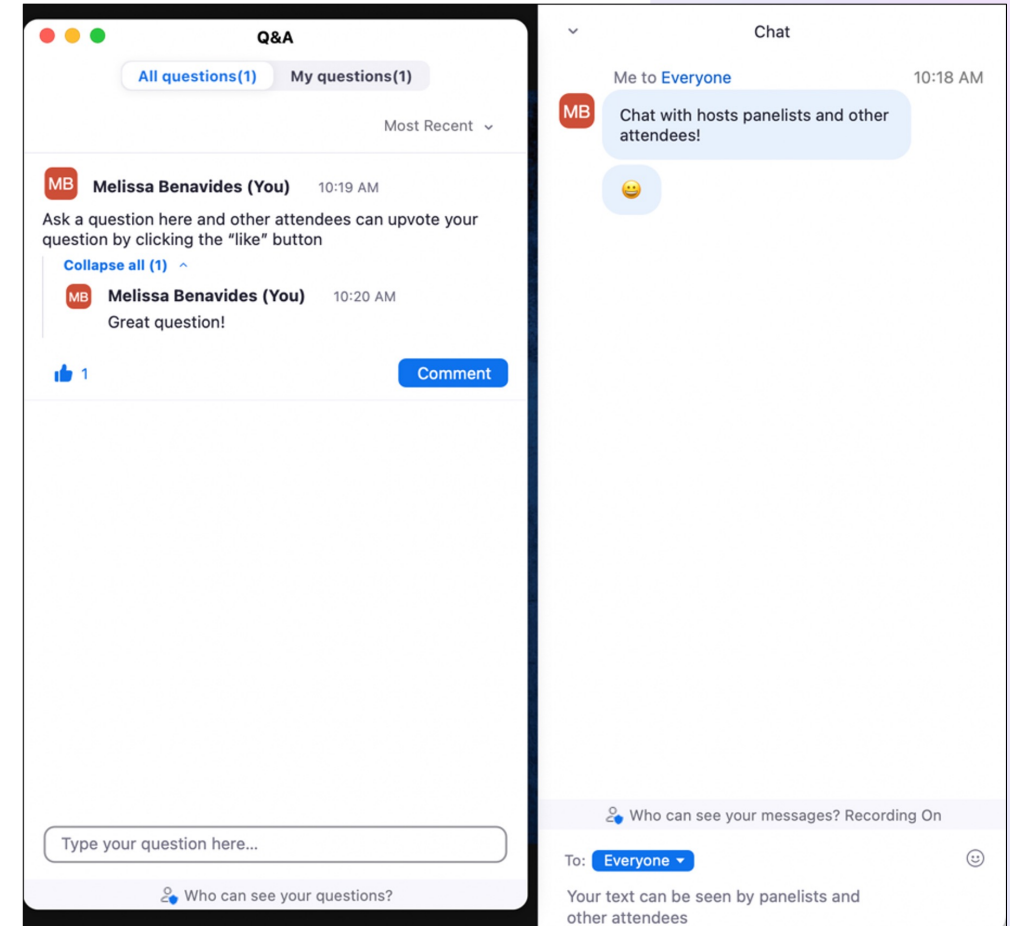 Q&A
All questions(1) My questions(1)
Most Recent
MB Melissa Benavides (You) 10:19 AM
Ask a question here and other attendees can upvote your
question by clicking the “like” button
Collapse all (1)
MB Melissa Benavides (You) 10:20 AM
Great question!
1
Comment
Type your question here...
Who can see your questions?
Chat
Me to Everyone 10:18 AM
MB
Chat with hosts panelists and other
attendees!
😀
Who can see your messages? Recording On
To: Everyone
Your text can be seen by panelists and
other attendees